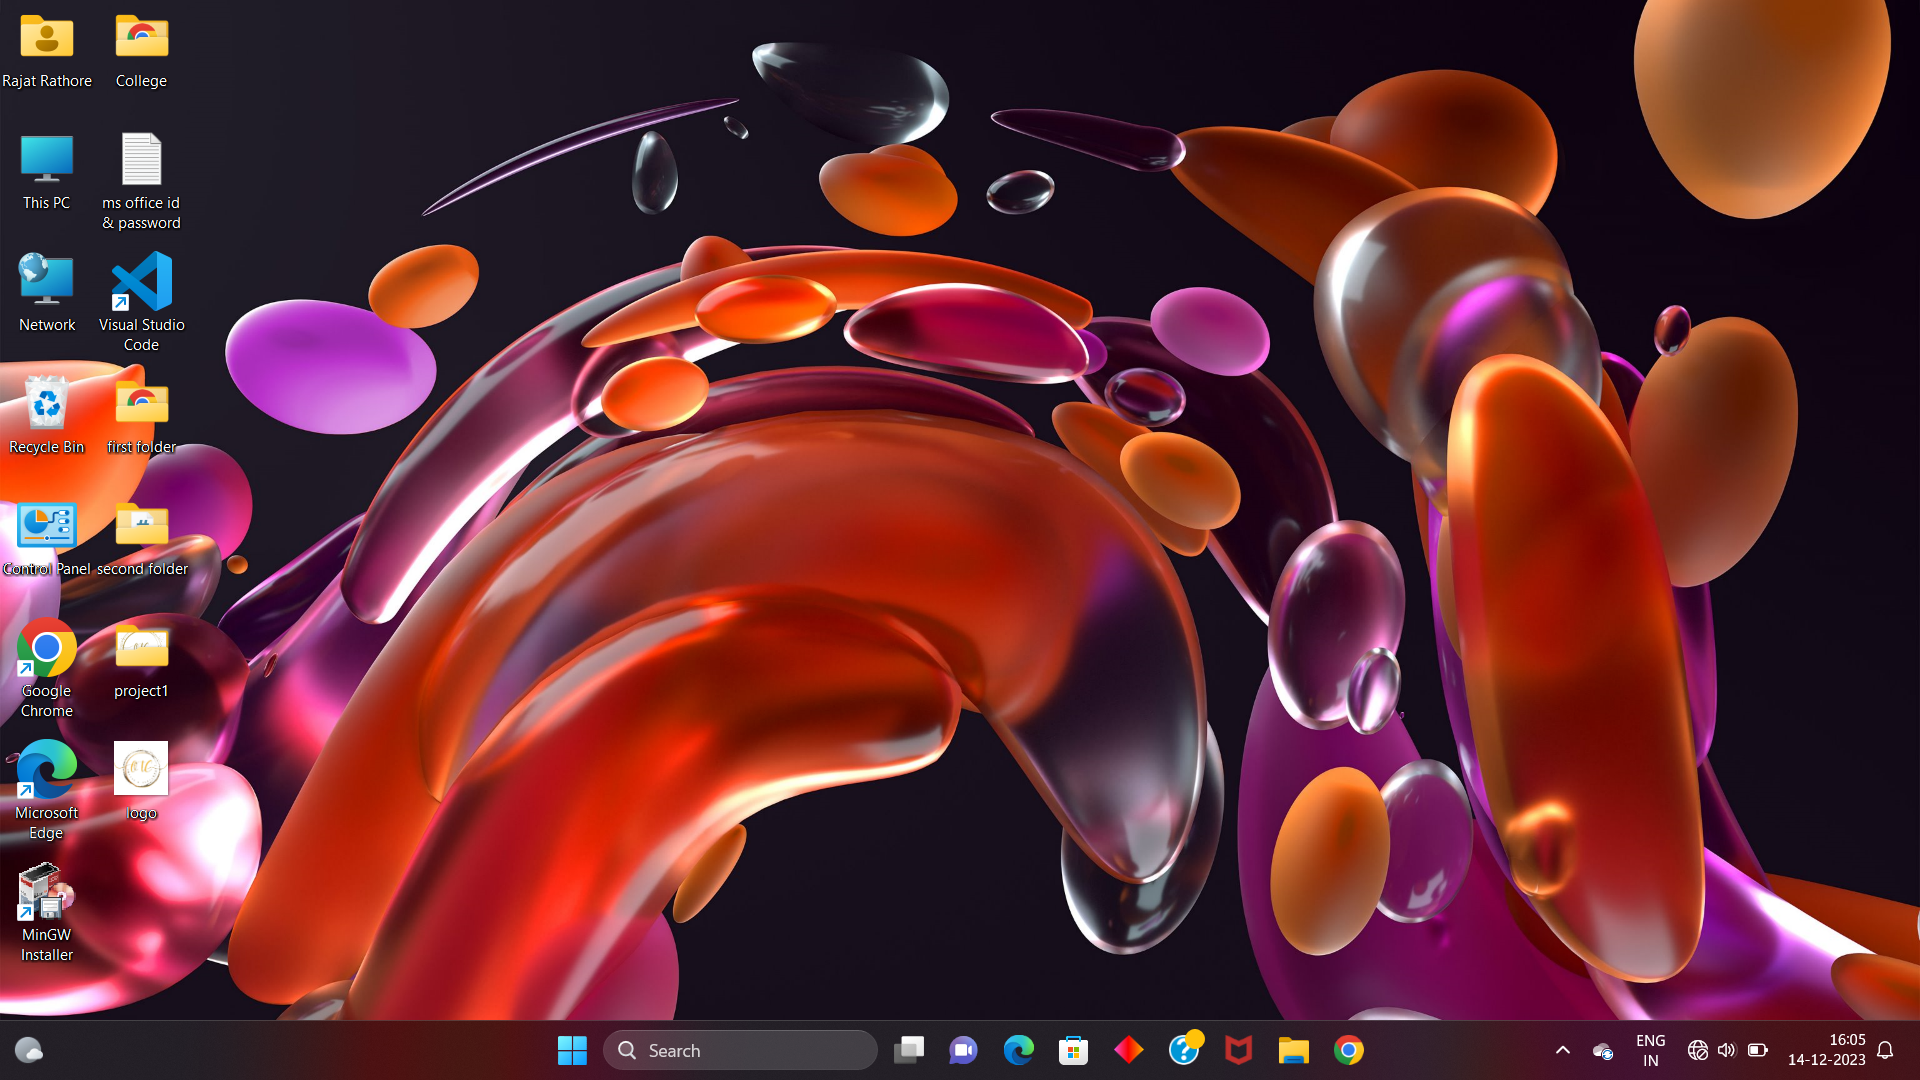 Rajat Rathore
College
This PC
ms office id
& password
Network
Visual Studio
Code
Recycle Bin
first folder
Control Panel
second folder
Google
Chrome
project1
Microsoft
Edge
logo
MinGW
Installer
Search
ENG
IN
16:05
14-12-2023